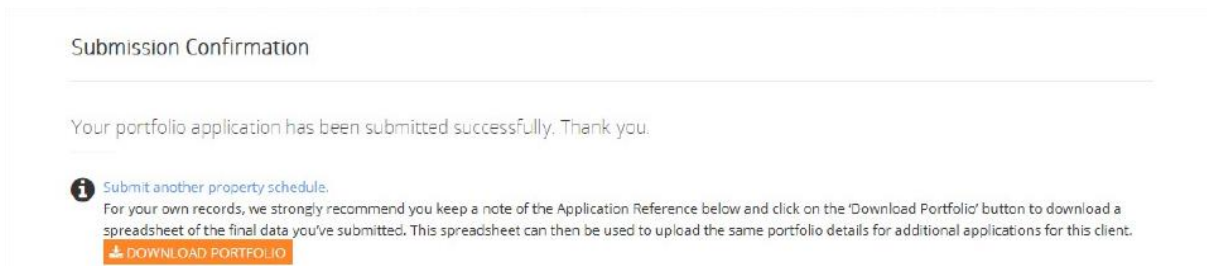 Submission Confirmation
Your portfolio application has been submitted successfully. Thank you.
Submit another property schedule.
For your own records, we strongly recommend you keep a note of the Application Reference below and click on the ‘Download Portfolio’ button to download a
spreadsheet of the final data you’ve submitted. This spreadsheet can then be used to upload the same portfolio details for additional applications for this client.
DOWNLOAD PORTFOLIO